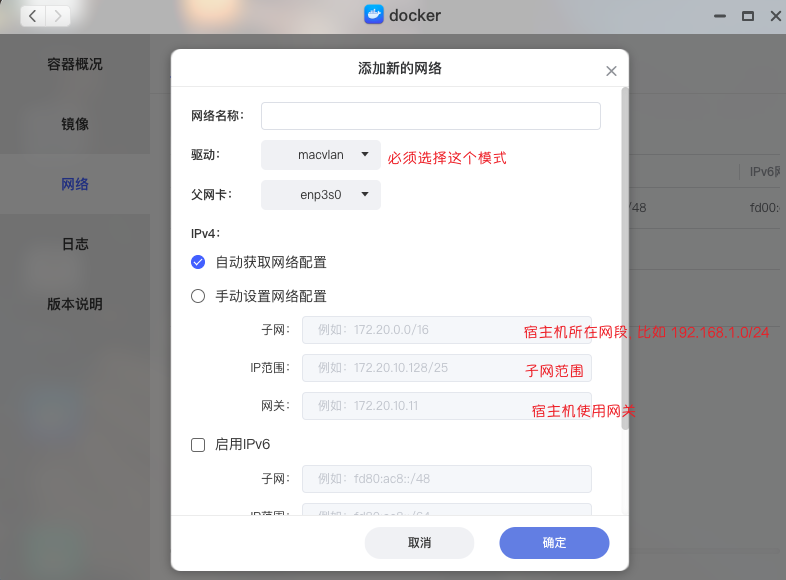 docker
容器概况
镜像
网络
日志
版本说明
添加新的网络
网络名称：
驱动： macvlan 必须选择这个模式
父网卡： enp3s0
IPv4：
自动获取网络配置
手动设置网络配置
子网： 例如：172.20.0.0/16 宿主机所在网段, 比如 192.168.1.0/24
IP范围： 例如：172.20.10.128/25 子网范围
网关： 例如：172.20.10.11 宿主机使用网关
启用IPv6
子网： 例如：fd80:ac8::/48
IP范围： 例如：fd80:ac8::/64
取消 确定
IPv6
/48 fd00: